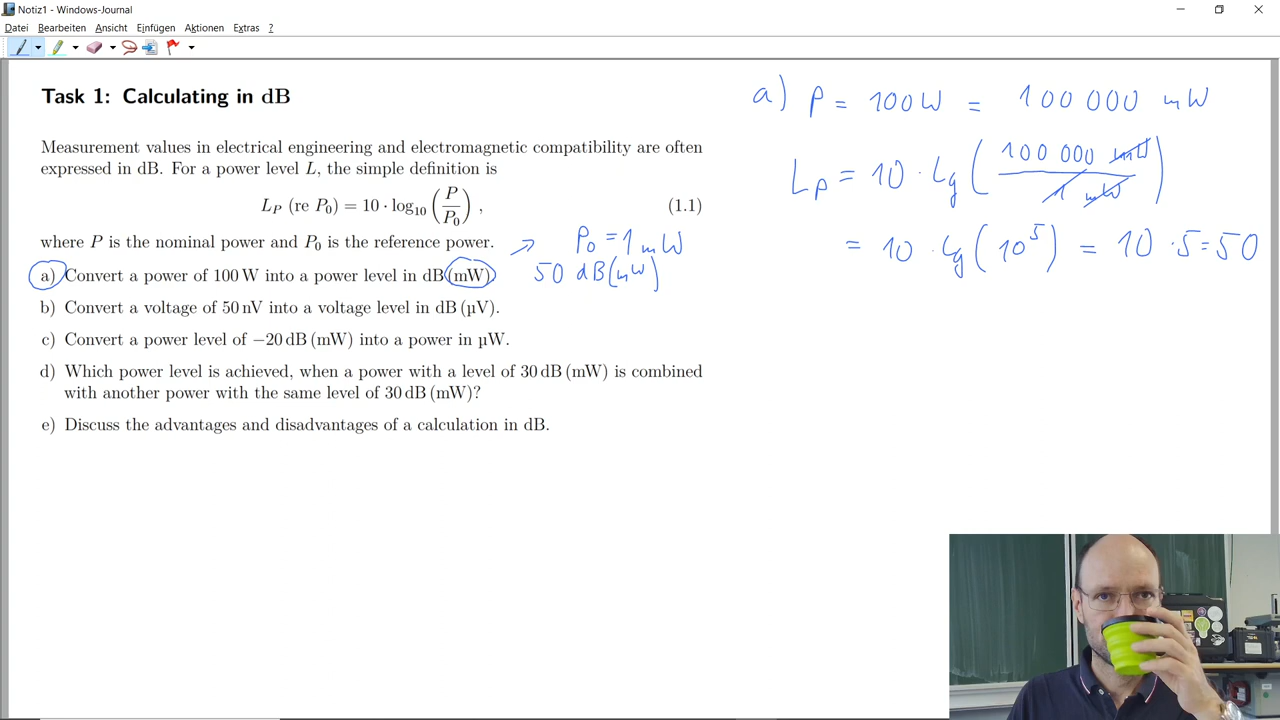 Notiz1 - Windows-Journal
Datei Bearbeiten Ansicht Einfügen Aktionen Extras ?
Task 1: Calculating in dB
Measurement values in electrical engineering and electromagnetic compatibility are often
expressed in dB. For a power level L, the simple definition is
L_P (re P_0) = 10 · log_10 (P/P_0) , (1.1)
where P is the nominal power and P_0 is the reference power.
a) Convert a power of 100 W into a power level in dB (mW).
b) Convert a voltage of 50 nV into a voltage level in dB (µV).
c) Convert a power level of −20 dB (mW) into a power in µW.
d) Which power level is achieved, when a power with a level of 30 dB (mW) is combined
with another power with the same level of 30 dB (mW)?
e) Discuss the advantages and disadvantages of a calculation in dB.
→ P_0 = 1 mW
50 dB(mW)
a) P = 100 W = 100 000 mW
L_P = 10 · lg (100 000 mW / 1 mW)
= 10 · lg (10^5) = 10 · 5 = 50